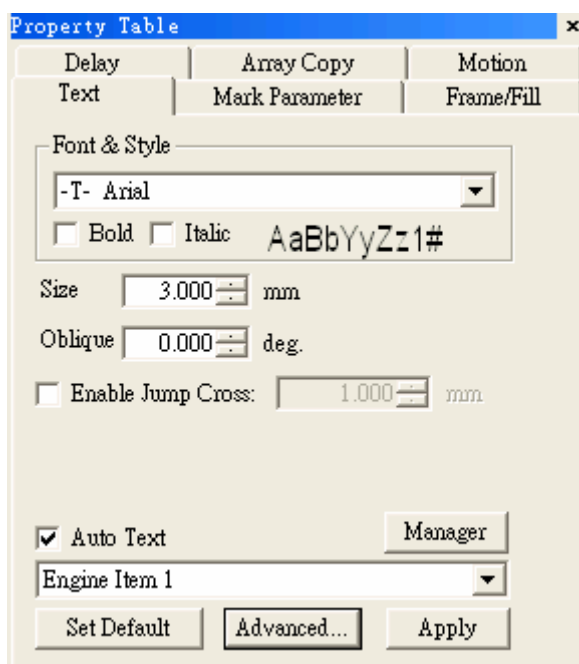 Property Table
Delay Array Copy Motion
Text Mark Parameter Frame/Fill
Font & Style
-T- Arial
Bold Italic AaBbYyZz1#
Size 3.000 mm
Oblique 0.000 deg.
Enable Jump Cross: 1.000 mm
Auto Text Manager
Engine Item 1
Set Default Advanced... Apply